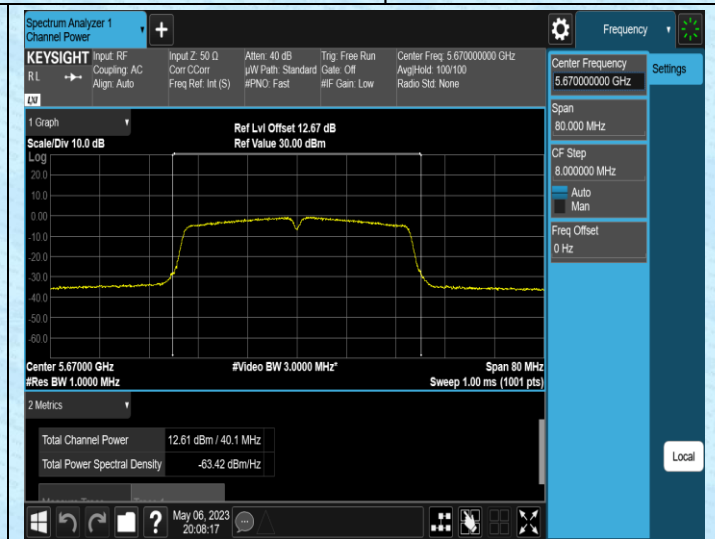 Spectrum Analyzer 1
Channel Power
Frequency
KEYSIGHT
R L
LXI
Input: RF
Coupling: AC
Align: Auto
Input Z: 50 Ω
Corr CCorr
Freq Ref: Int (S)
Atten: 40 dB
µW Path: Standard
#PNO: Fast
Trig: Free Run
Gate: Off
#IF Gain: Low
Center Freq: 5.670000000 GHz
Avg|Hold: 100/100
Radio Std: None
Center Frequency
5.670000000 GHz
Settings
Span
80.000 MHz
CF Step
8.000000 MHz
Auto
Man
Freq Offset
0 Hz
1 Graph
Scale/Div 10.0 dB
Ref Lvl Offset 12.67 dB
Ref Value 30.00 dBm
Log
20.0
10.0
0.00
-10.0
-20.0
-30.0
-40.0
-50.0
-60.0
Center 5.67000 GHz
#Res BW 1.0000 MHz
#Video BW 3.0000 MHz*
Span 80 MHz
Sweep 1.00 ms (1001 pts)
2 Metrics
Total Channel Power 12.61 dBm / 40.1 MHz
Total Power Spectral Density -63.42 dBm/Hz
Local
May 06, 2023
20:08:17